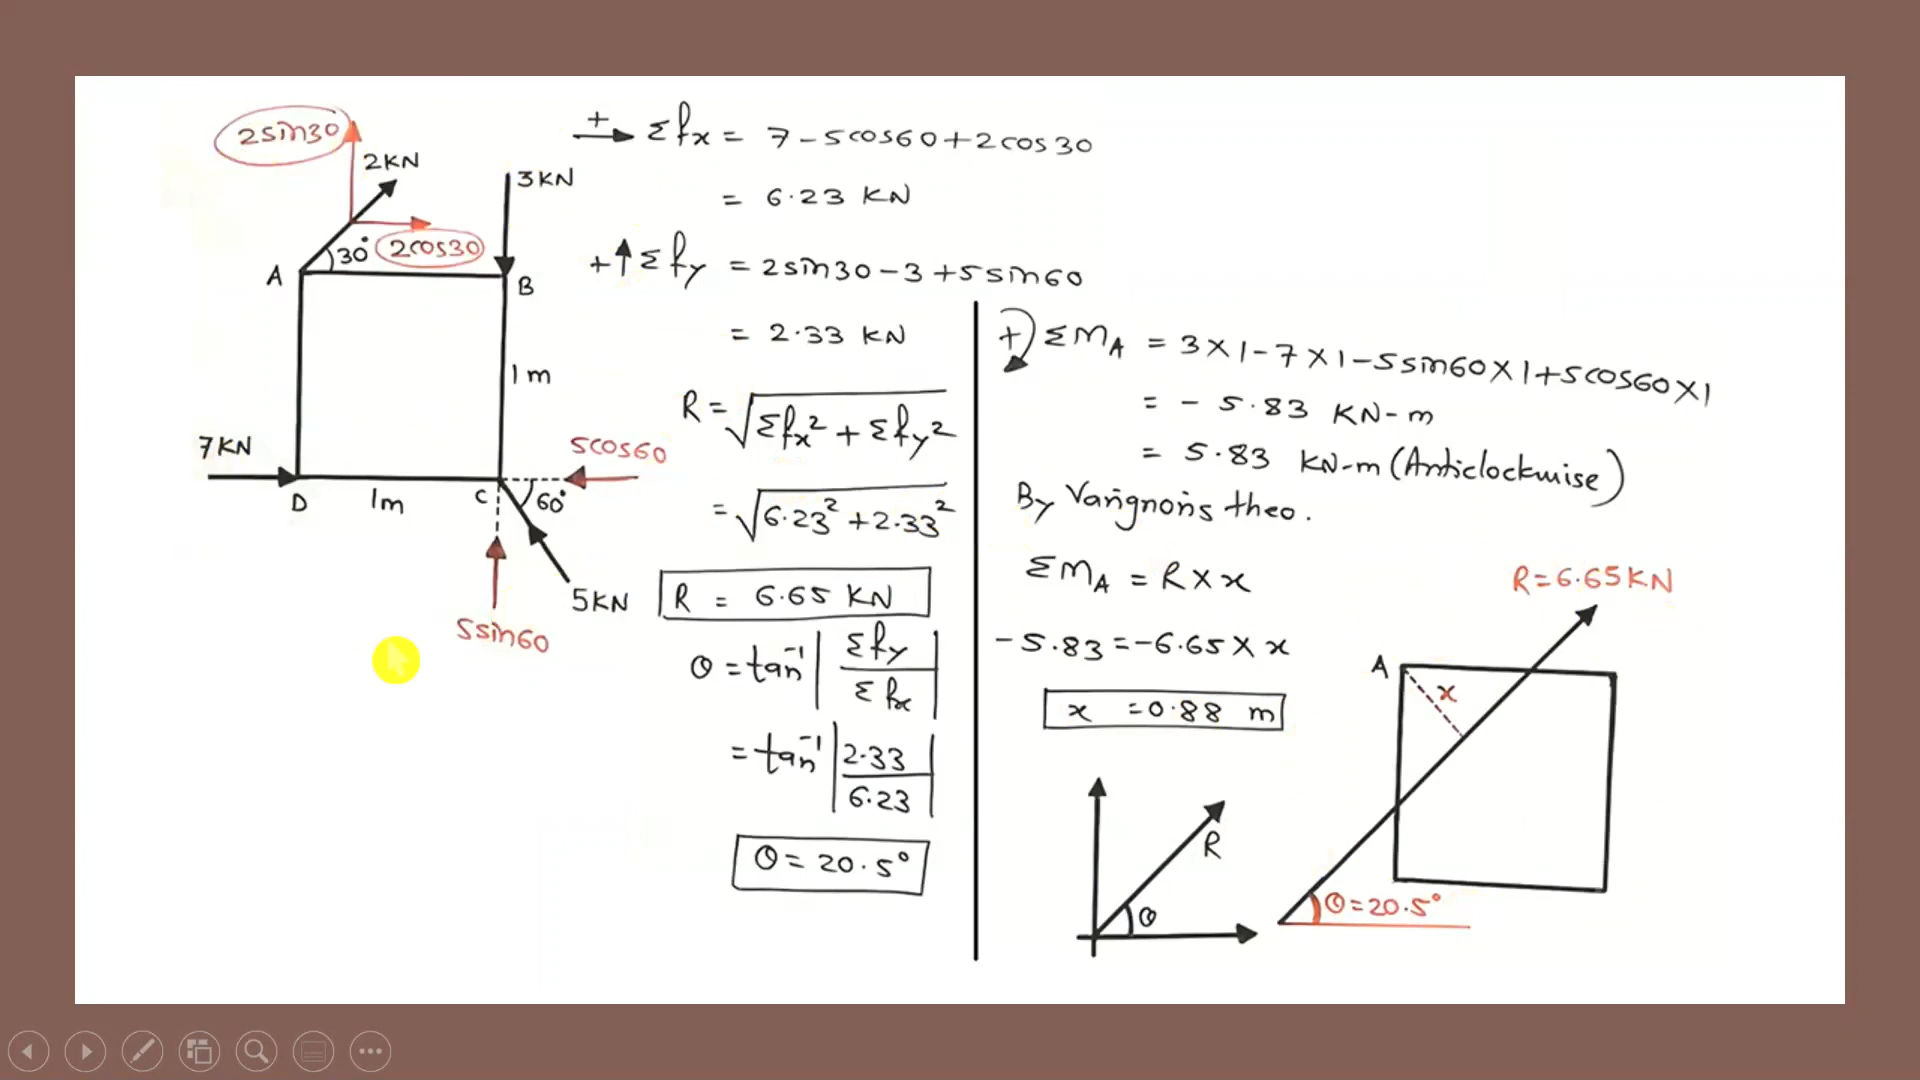 2sin30
2KN
3KN
30° 2cos30
A
B
1m
7KN
5cos60
D
1m
C
60°
5KN
5sin60
+ Σfx = 7 - 5cos60 + 2cos30
= 6.23 KN
+ Σfy = 2sin30 - 3 + 5sin60
= 2.33 KN
R = √Σfx² + Σfy²
= √6.23² + 2.33²
R = 6.65 KN
θ = tan⁻¹ | Σfy / Σfx |
= tan⁻¹ | 2.33 / 6.23 |
θ = 20.5°
+ ΣMA = 3×1 - 7×1 - 5sin60×1 + 5cos60×1
= - 5.83 KN-m
= 5.83 KN-m (Anticlockwise)
By Varignon's theo.
ΣMA = R × x
- 5.83 = -6.65 × x
x = 0.88 m
R
θ
R = 6.65 KN
A
x
θ = 20.5°